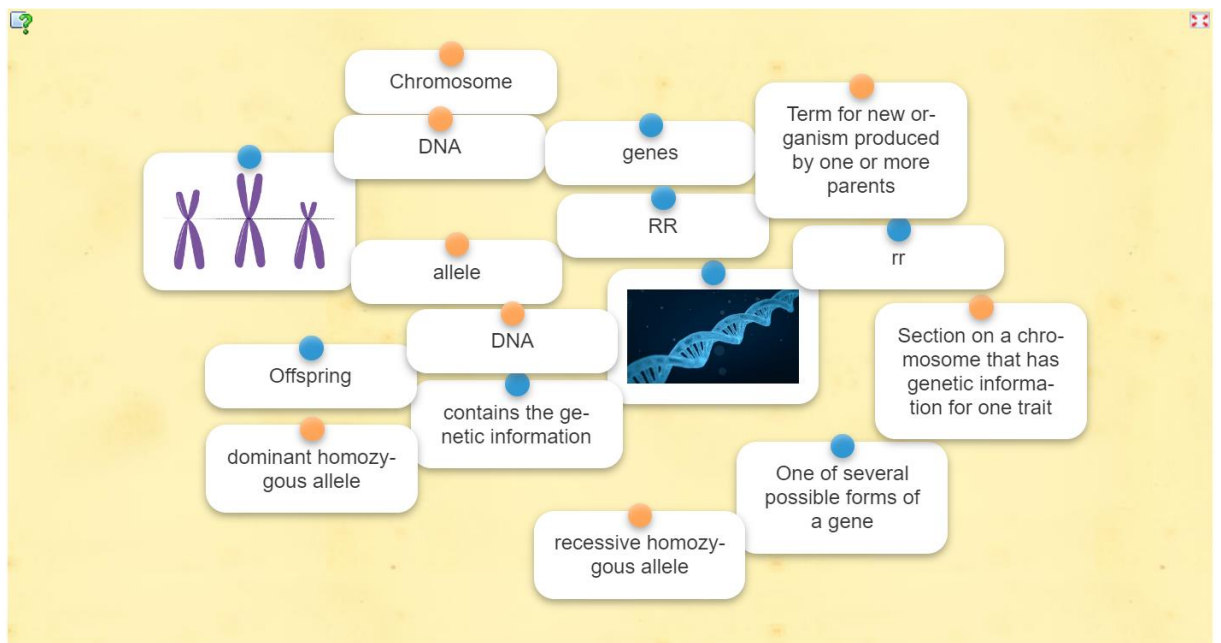 Chromosome
DNA
genes
Term for new or-
ganism produced
by one or more
parents
RR
rr
allele
DNA
Section on a chro-
mosome that has
genetic informa-
tion for one trait
Offspring
contains the ge-
netic information
dominant homozy-
gous allele
One of several
possible forms of
a gene
recessive homozy-
gous allele